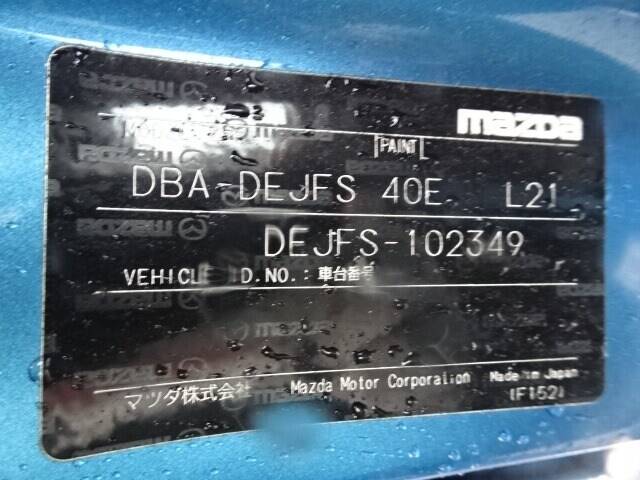 mazda
PAINT
DBA-DEJFS 40E L21
DEJFS-102349
D.NO.: 車台番号
マツダ株式会社 Mazda Motor Corporation Made in Japan
(F152)